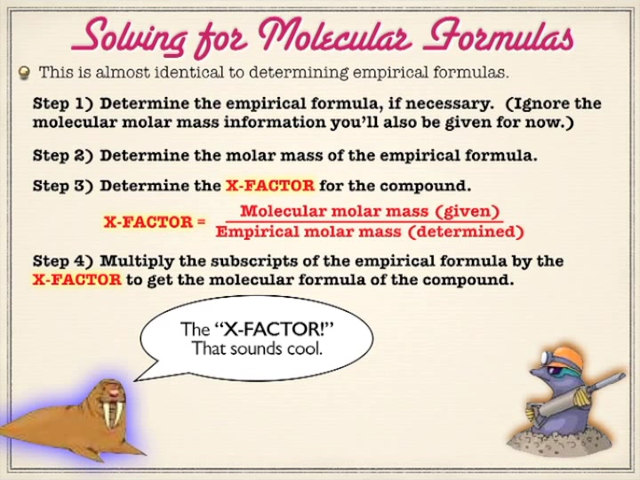 Solving for Molecular Formulas
This is almost identical to determining empirical formulas.
Step 1) Determine the empirical formula, if necessary. (Ignore the
molecular molar mass information you'll also be given for now.)
Step 2) Determine the molar mass of the empirical formula.
Step 3) Determine the X-FACTOR for the compound.
X-FACTOR = Molecular molar mass (given)
Empirical molar mass (determined)
Step 4) Multiply the subscripts of the empirical formula by the
X-FACTOR to get the molecular formula of the compound.
The "X-FACTOR!"
That sounds cool.